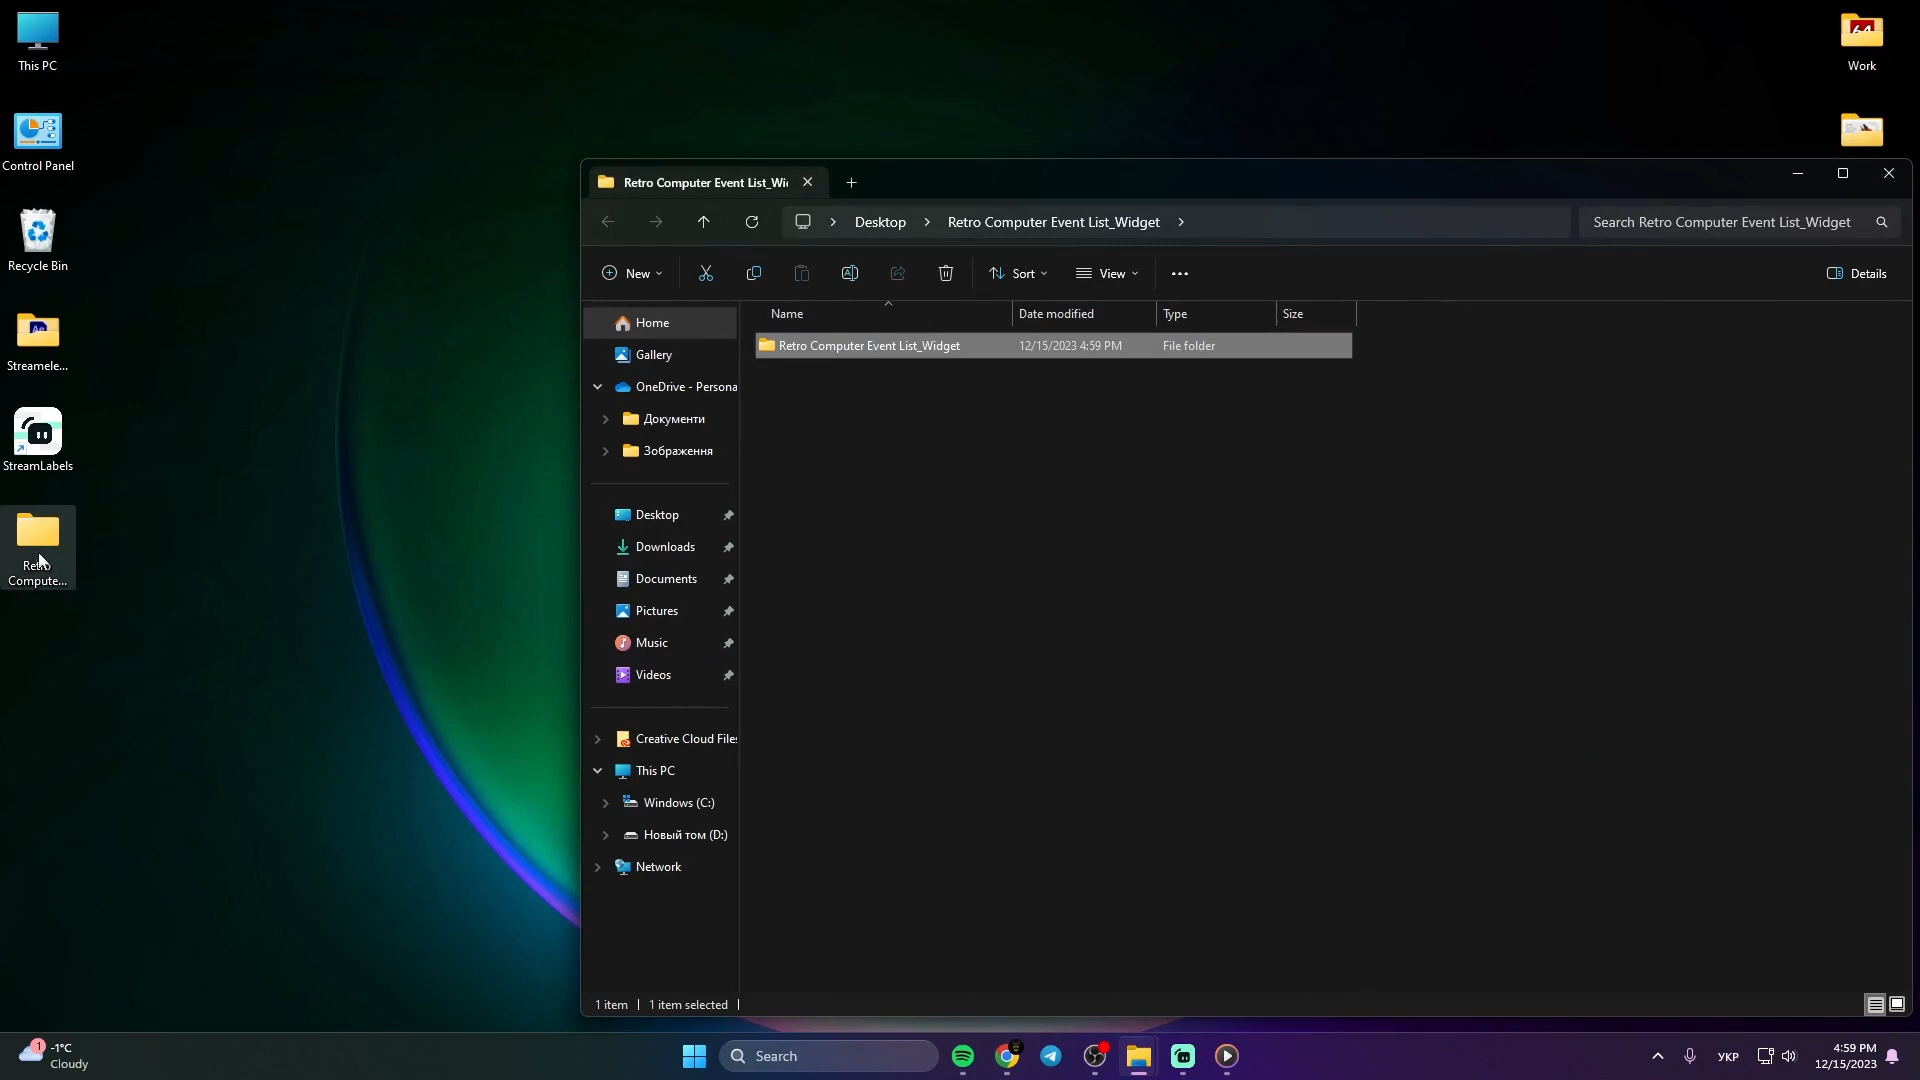 This PC
Control Panel
Recycle Bin
Streamele...
StreamLabels
Retro
Compute...
Work
Retro Computer Event List_Wi
Desktop
Retro Computer Event List_Widget
Search Retro Computer Event List_Widget
New
Sort
View
Details
Home
Gallery
OneDrive - Persona
Документи
Зображення
Desktop
Downloads
Documents
Pictures
Music
Videos
Creative Cloud Files
This PC
Windows (C:)
Новый том (D:)
Network
Name Date modified Type Size
Retro Computer Event List_Widget 12/15/2023 4:59 PM File folder
1 item 1 item selected
1
-1°C
Cloudy
Search
УКР
4:59 PM
12/15/2023